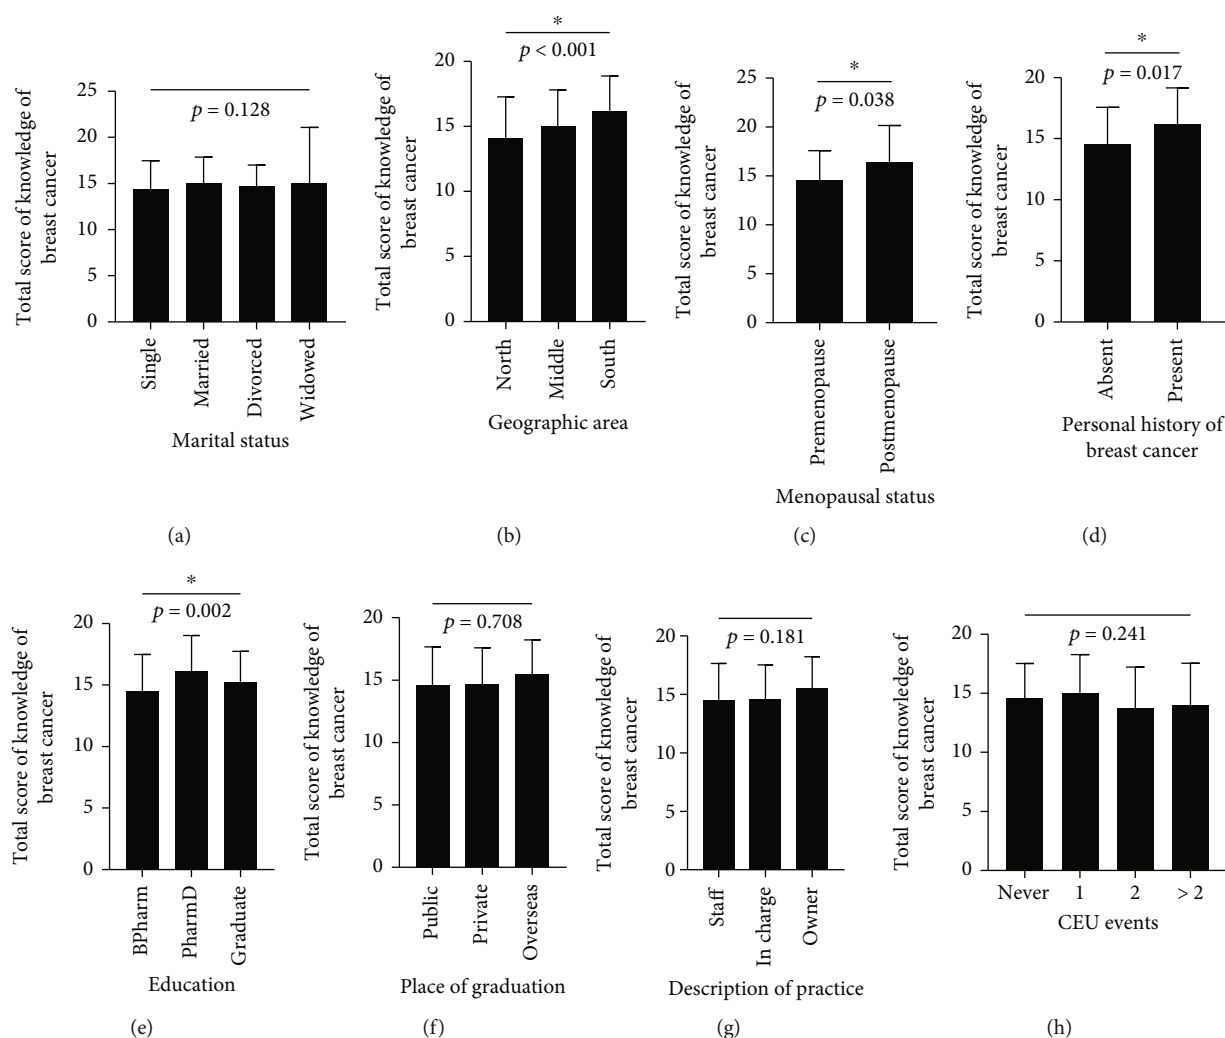 Total score of knowledge of
breast cancer
25
20
15
10
5
0
p = 0.128
Single
Married
Divorced
Widowed
Marital status
(a)
Total score of knowledge of
breast cancer
20
15
10
5
0
*
p < 0.001
North
Middle
South
Geographic area
(b)
Total score of knowledge of
breast cancer
25
20
15
10
5
0
*
p = 0.038
Premenopause
Postmenopause
Menopausal status
(c)
Total score of knowledge of
breast cancer
20
15
10
5
0
*
p = 0.017
Absent
Present
Personal history of
breast cancer
(d)
Total score of knowledge of
breast cancer
20
15
10
5
0
*
p = 0.002
BPharm
PharmD
Graduate
Education
(e)
Total score of knowledge of
breast cancer
20
15
10
5
0
p = 0.708
Public
Private
Overseas
Place of graduation
(f)
Total score of knowledge of
breast cancer
20
15
10
5
0
p = 0.181
Staff
In charge
Owner
Description of practice
(g)
Total score of knowledge of
breast cancer
20
15
10
5
0
p = 0.241
Never 1 2 > 2
CEU events
(h)